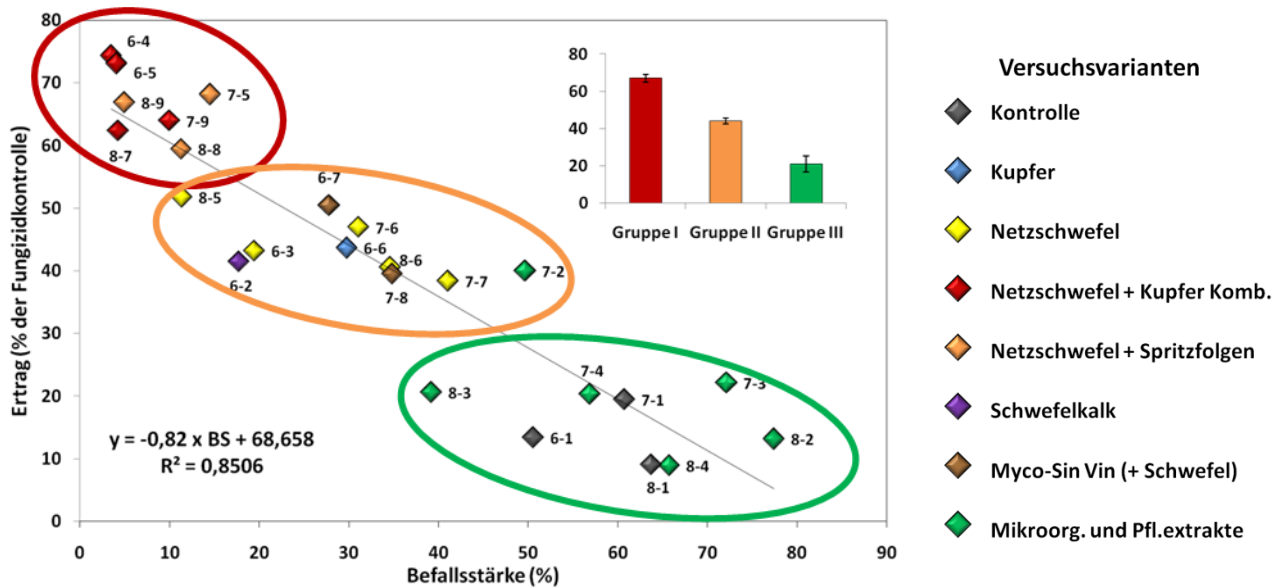 80
70
60
50
40
30
20
10
0
0 10 20 30 40 50 60 70 80 90
Ertrag (% der Fungizidkontrolle)
Befallsstärke (%)
6-4
6-5
8-9
7-5
7-9
8-7
8-8
8-5
6-7
7-6
6-3
6-6
8-6
6-2
7-8
7-7
7-2
7-4
8-3
7-1
7-3
6-1
8-2
8-4
8-1
y = -0,82 x BS + 68,658
R² = 0,8506
80
60
40
20
0
Gruppe I Gruppe II Gruppe III
Versuchsvarianten
Kontrolle
Kupfer
Netzschwefel
Netzschwefel + Kupfer Komb.
Netzschwefel + Spritzfolgen
Schwefelkalk
Myco-Sin Vin (+ Schwefel)
Mikroorg. und Pfl.extrakte